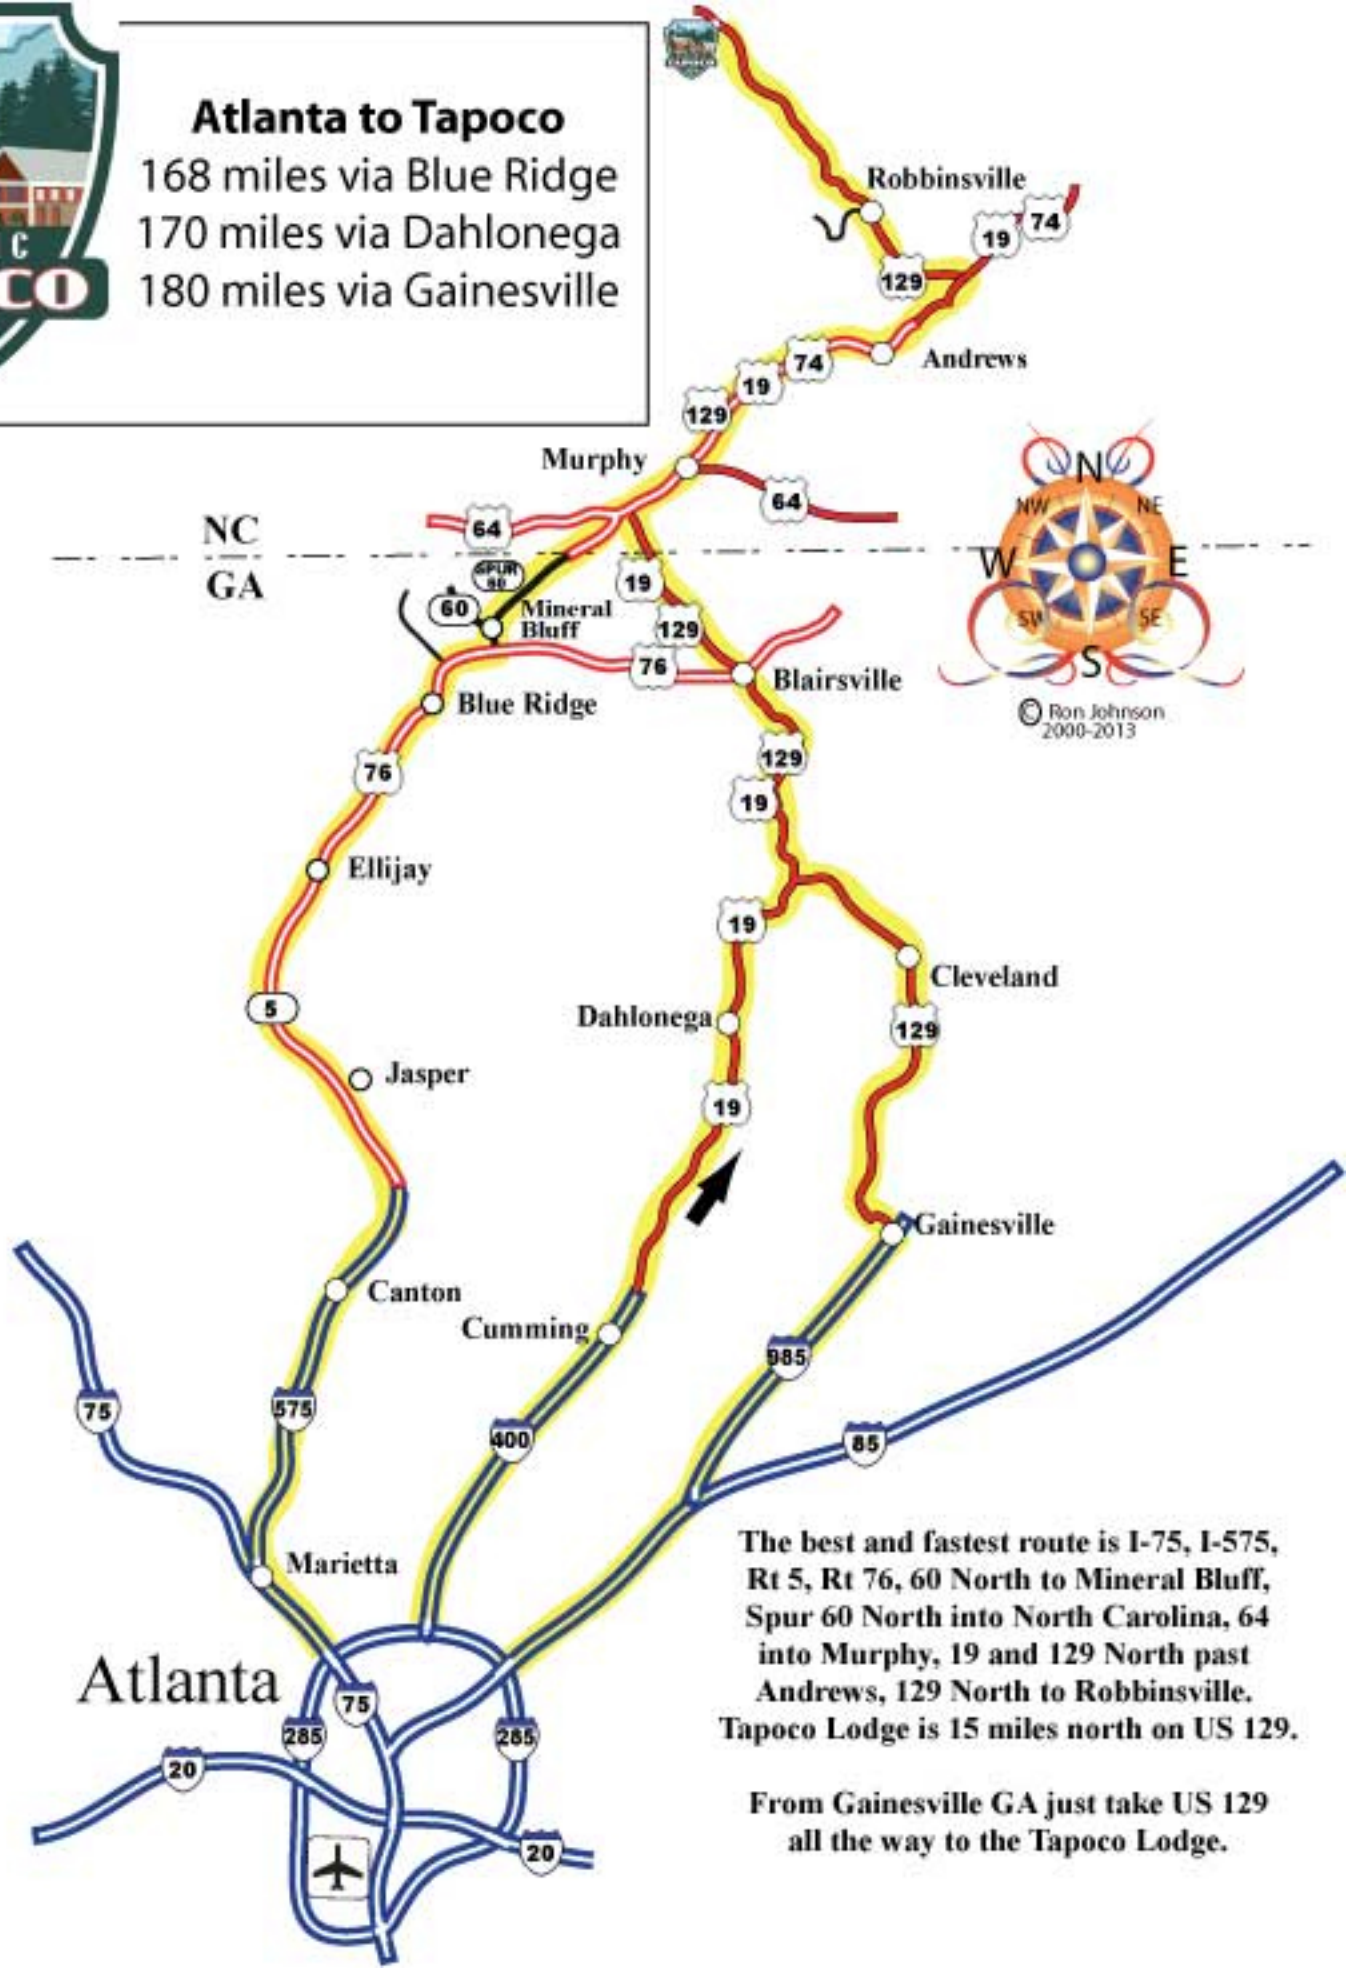 Atlanta to Tapoco
168 miles via Blue Ridge
170 miles via Dahlonega
180 miles via Gainesville
C
CO
TAPOCO
Robbinsville
19
74
129
Andrews
74
19
129
Murphy
64
64
NC
GA
SPUR
60
60
Mineral
Bluff
19
129
76
Blairsville
Blue Ridge
76
129
19
N
NW
NE
W
E
SW
SE
S
© Ron Johnson
2000-2013
Ellijay
19
Cleveland
5
Dahlonega
129
Jasper
19
Gainesville
Canton
Cumming
985
75
575
400
85
Marietta
Atlanta
75
285
285
20
20
The best and fastest route is I-75, I-575,
Rt 5, Rt 76, 60 North to Mineral Bluff,
Spur 60 North into North Carolina, 64
into Murphy, 19 and 129 North past
Andrews, 129 North to Robbinsville.
Tapoco Lodge is 15 miles north on US 129.
From Gainesville GA just take US 129
all the way to the Tapoco Lodge.